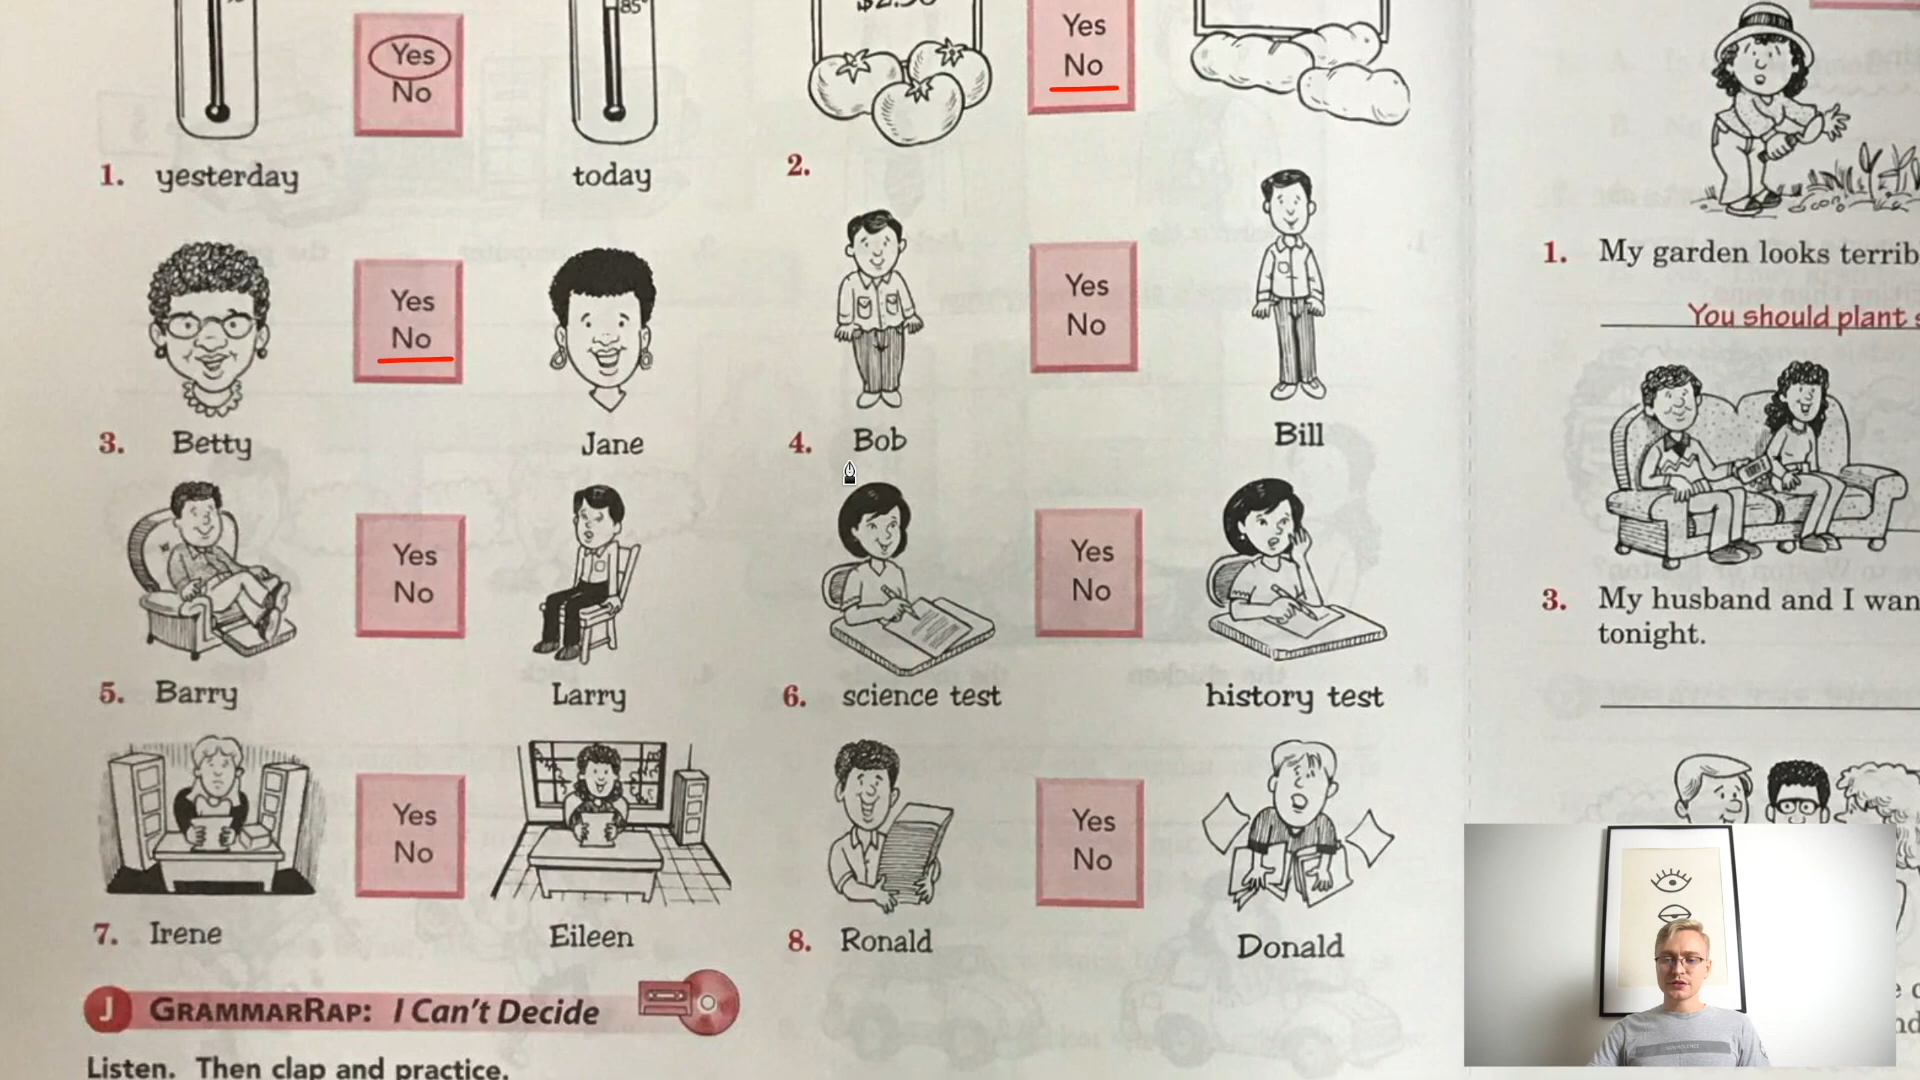 85°
Yes
No
1. yesterday
today
Yes
No
2.
Yes
No
3. Betty
Jane
Yes
No
4. Bob
Bill
Yes
No
5. Barry
Larry
Yes
No
6. science test
history test
Yes
No
7. Irene
Eileen
Yes
No
8. Ronald
Donald
J GRAMMARRAP: I Can't Decide
Listen. Then clap and practice.
1. My garden looks terrib
You should plant s
3. My husband and I wan
tonight.